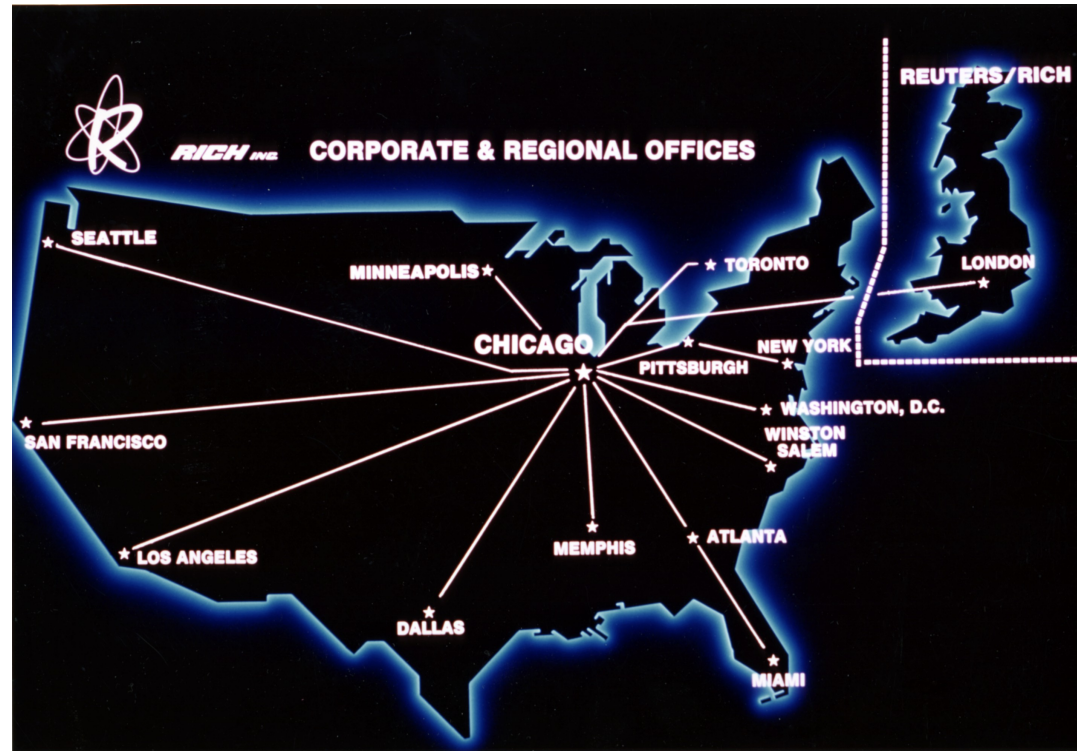 REUTERS/RICH
R
RICH INC. CORPORATE & REGIONAL OFFICES
SEATTLE
MINNEAPOLIS
TORONTO
LONDON
CHICAGO
NEW YORK
PITTSBURGH
WASHINGTON, D.C.
WINSTON
SALEM
SAN FRANCISCO
ATLANTA
MEMPHIS
LOS ANGELES
DALLAS
MIAMI